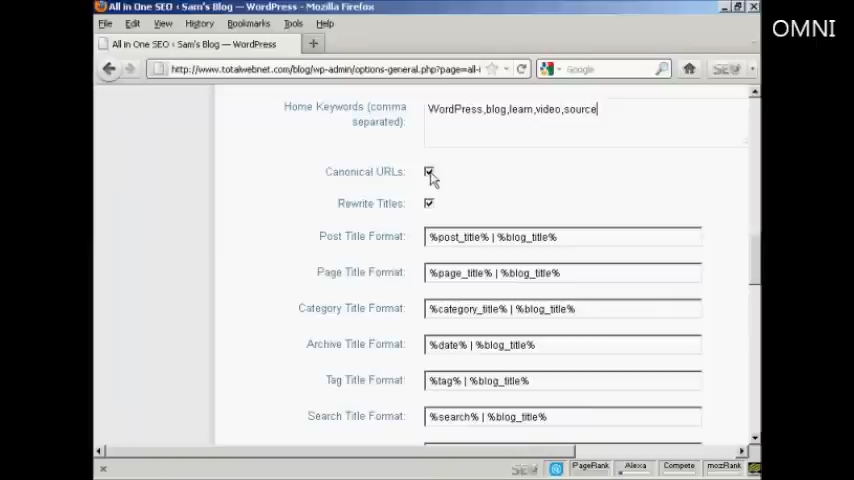 All in One SEO ‹ Sam's Blog — WordPress - Mozilla Firefox
OMNI
File Edit View History Bookmarks Tools Help
All in One SEO ‹ Sam's Blog — WordPress
http://www.totalwebnet.com/blog/wp-admin/options-general.php?page=all-i
Google
Home Keywords (comma
separated):
WordPress,blog,learn,video,source
Canonical URLs:
Rewrite Titles:
Post Title Format: %post_title% | %blog_title%
Page Title Format: %page_title% | %blog_title%
Category Title Format: %category_title% | %blog_title%
Archive Title Format: %date% | %blog_title%
Tag Title Format: %tag% | %blog_title%
Search Title Format: %search% | %blog_title%
PageRank Alexa Compete mozRank